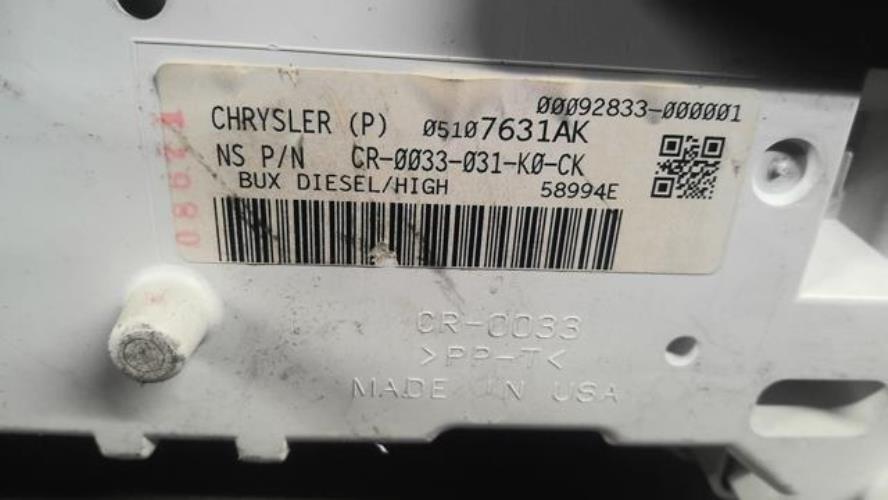 00092833-000001
CHRYSLER (P) 05107631AK
NS P/N CR-0033-031-K0-CK
BUX DIESEL/HIGH 58994E
CR-0033
>PP-T<
MADE IN USA